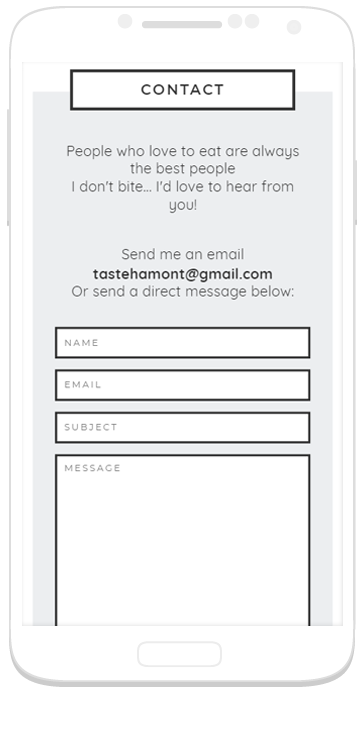 CONTACT
People who love to eat are always
the best people
I don't bite... I'd love to hear from
you!
Send me an email
tastehamont@gmail.com
Or send a direct message below:
NAME
EMAIL
SUBJECT
MESSAGE